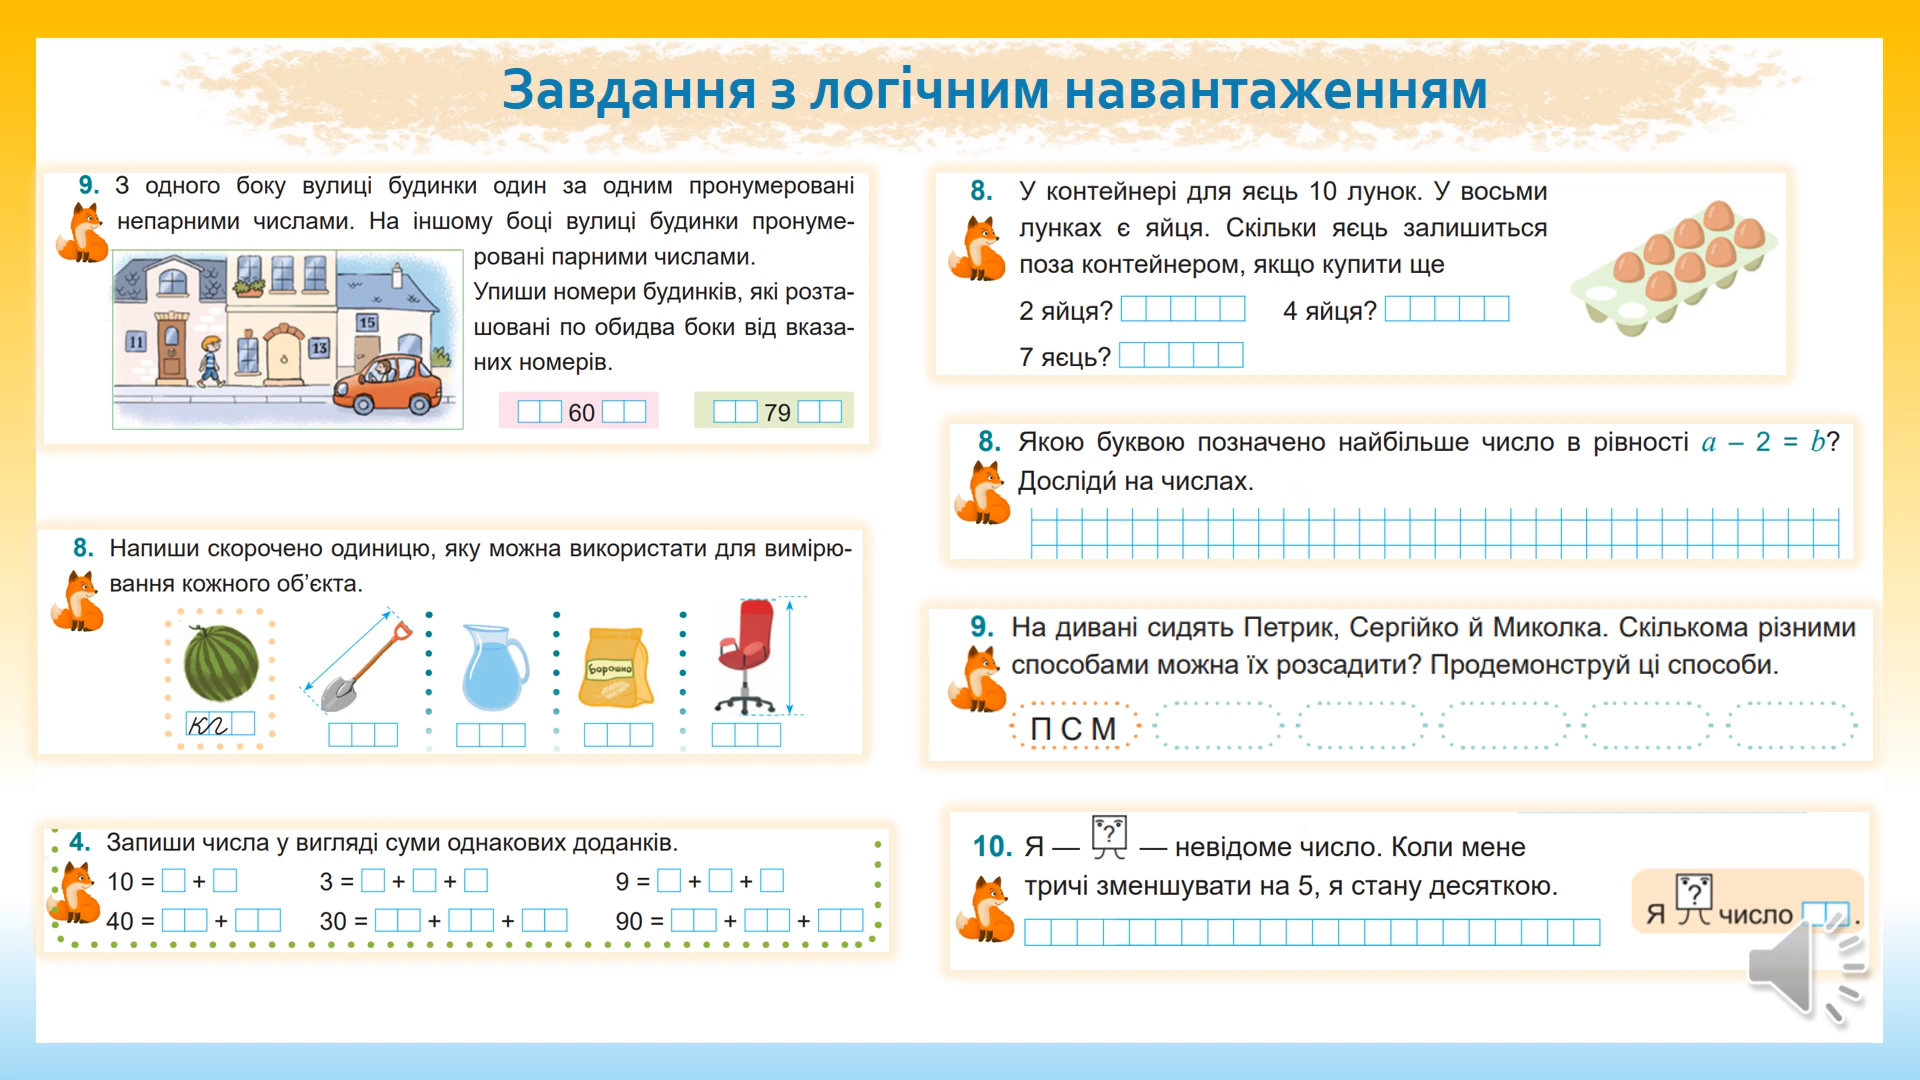 Завдання з логічним навантаженням
9. З одного боку вулиці будинки один за одним пронумеровані
непарними числами. На іншому боці вулиці будинки пронуме-
ровані парними числами.
Упиши номери будинків, які розта-
шовані по обидва боки від вказа-
них номерів.
11
13
15
60
79
8. Напиши скорочено одиницю, яку можна використати для вимірю-
вання кожного об’єкта.
Борошно
кг
4. Запиши числа у вигляді суми однакових доданків.
10 = □ + □ 3 = □ + □ + □ 9 = □ + □ + □
40 = □□ + □□ 30 = □□ + □□ + □□ 90 = □□ + □□ + □□
8. У контейнері для яєць 10 лунок. У восьми
лунках є яйця. Скільки яєць залишиться
поза контейнером, якщо купити ще
2 яйця? 4 яйця?
7 яєць?
8. Якою буквою позначено найбільше число в рівності a – 2 = b?
Дослідѝ на числах.
9. На дивані сидять Петрик, Сергійко й Миколка. Скількома різними
способами можна їх розсадити? Продемонструй ці способи.
П С М
10. Я — ? — невідоме число. Коли мене
тричі зменшувати на 5, я стану десяткою.
Я ? число □□.